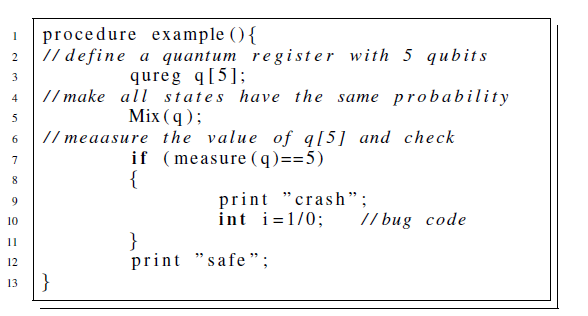 1 procedure example(){
2 //define a quantum register with 5 qubits
3 qureg q[5];
4 //make all states have the same probability
5 Mix(q);
6 //meaasure the value of q[5] and check
7 if (measure(q)==5)
8 {
9 print ”crash”;
10 int i=1/0; //bug code
11 }
12 print ”safe”;
13 }